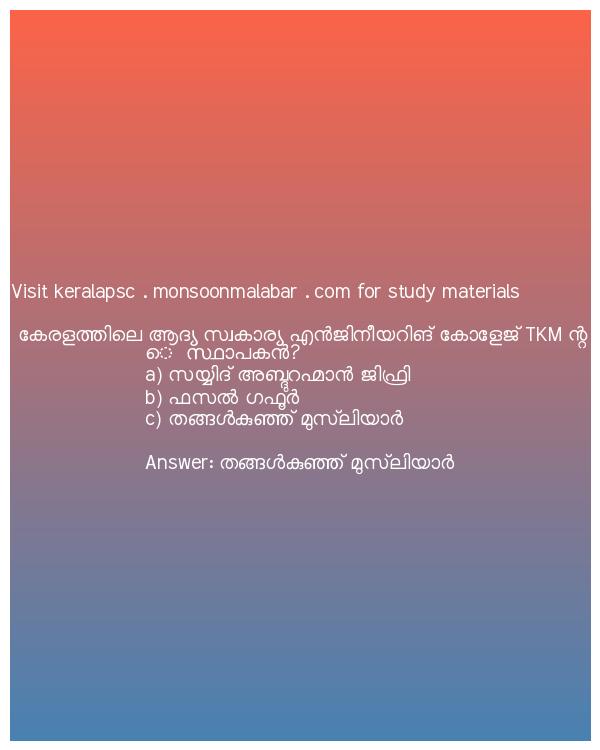 Visit keralapsc . monsoonmalabar . com for study materials
കേരളത്തിലെ ആദ്യ സ്വകാര്യ എൻജിനീയറിങ് കോളേജ് TKM ന്റ
െ സ്ഥാപകൻ?
a) സയ്യിദ് അബ്ദുറഹ്മാൻ ജിഫ്രി
b) ഫസൽ ഗഫൂർ
c) തങ്ങൾകുഞ്ഞ് മുസ്‌ലിയാർ
Answer: തങ്ങൾകുഞ്ഞ് മുസ്‌ലിയാർ